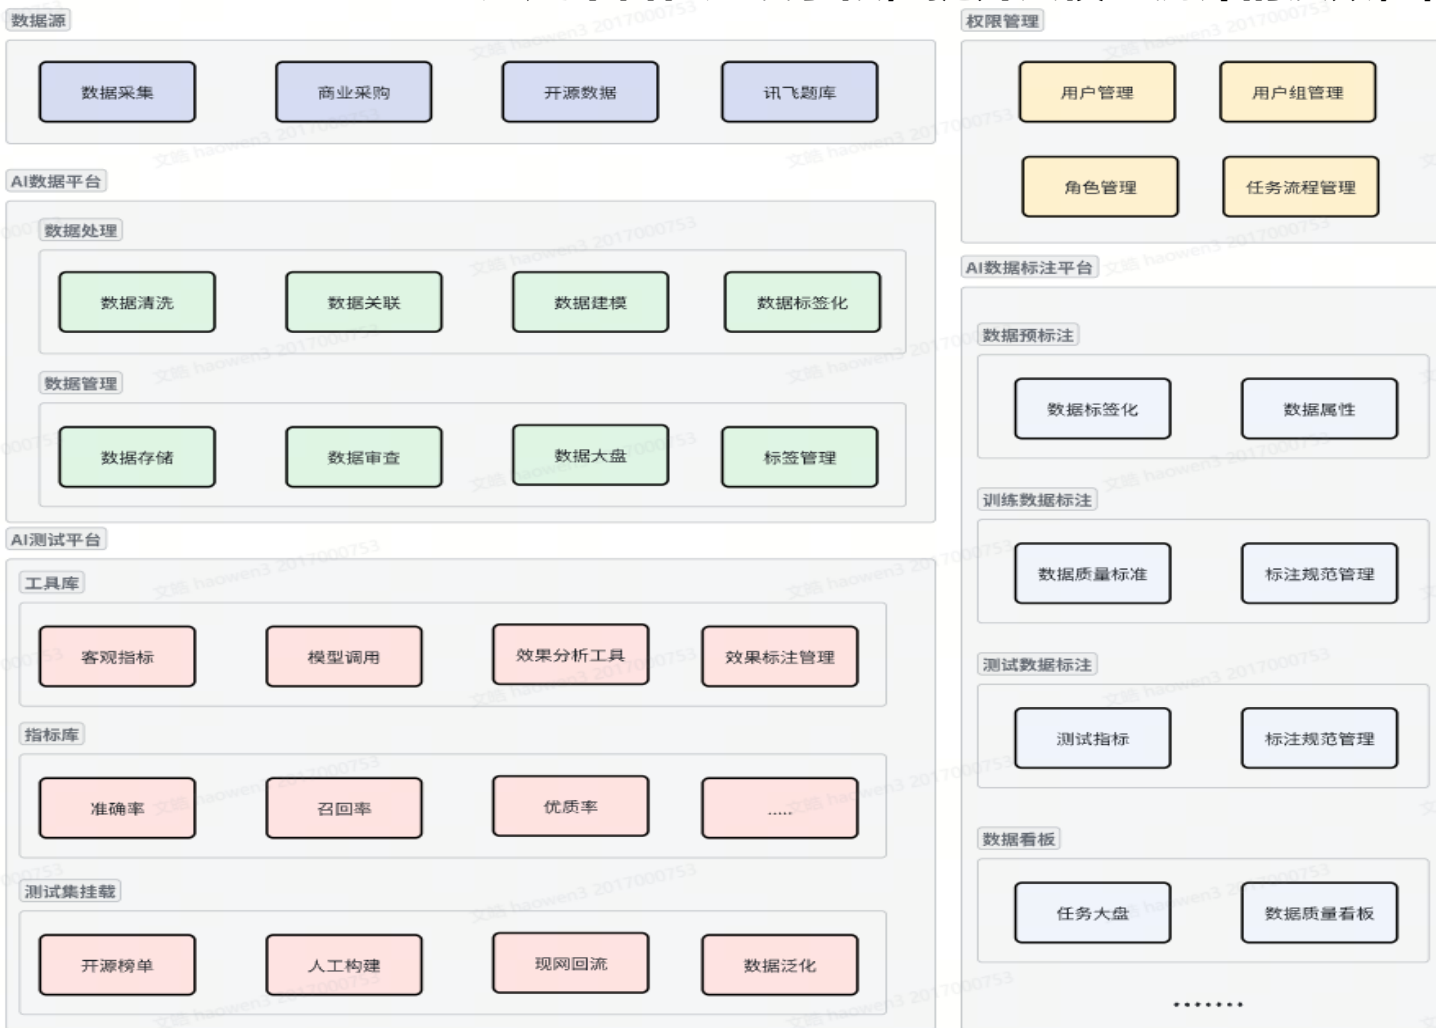 数据源
数据采集
商业采购
开源数据
讯飞题库
AI数据平台
数据处理
数据清洗
数据关联
数据建模
数据标签化
数据管理
数据存储
数据审查
数据大盘
标签管理
AI测试平台
工具库
客观指标
模型调用
效果分析工具
效果标注管理
指标库
准确率
召回率
优质率
.....
测试集挂载
开源榜单
人工构建
现网回流
数据泛化
权限管理
用户管理
用户组管理
角色管理
任务流程管理
AI数据标注平台
数据预标注
数据标签化
数据属性
训练数据标注
数据质量标准
标注规范管理
测试数据标注
测试指标
标注规范管理
数据看板
任务大盘
数据质量看板
.......
文皓 haowen3 2017000753